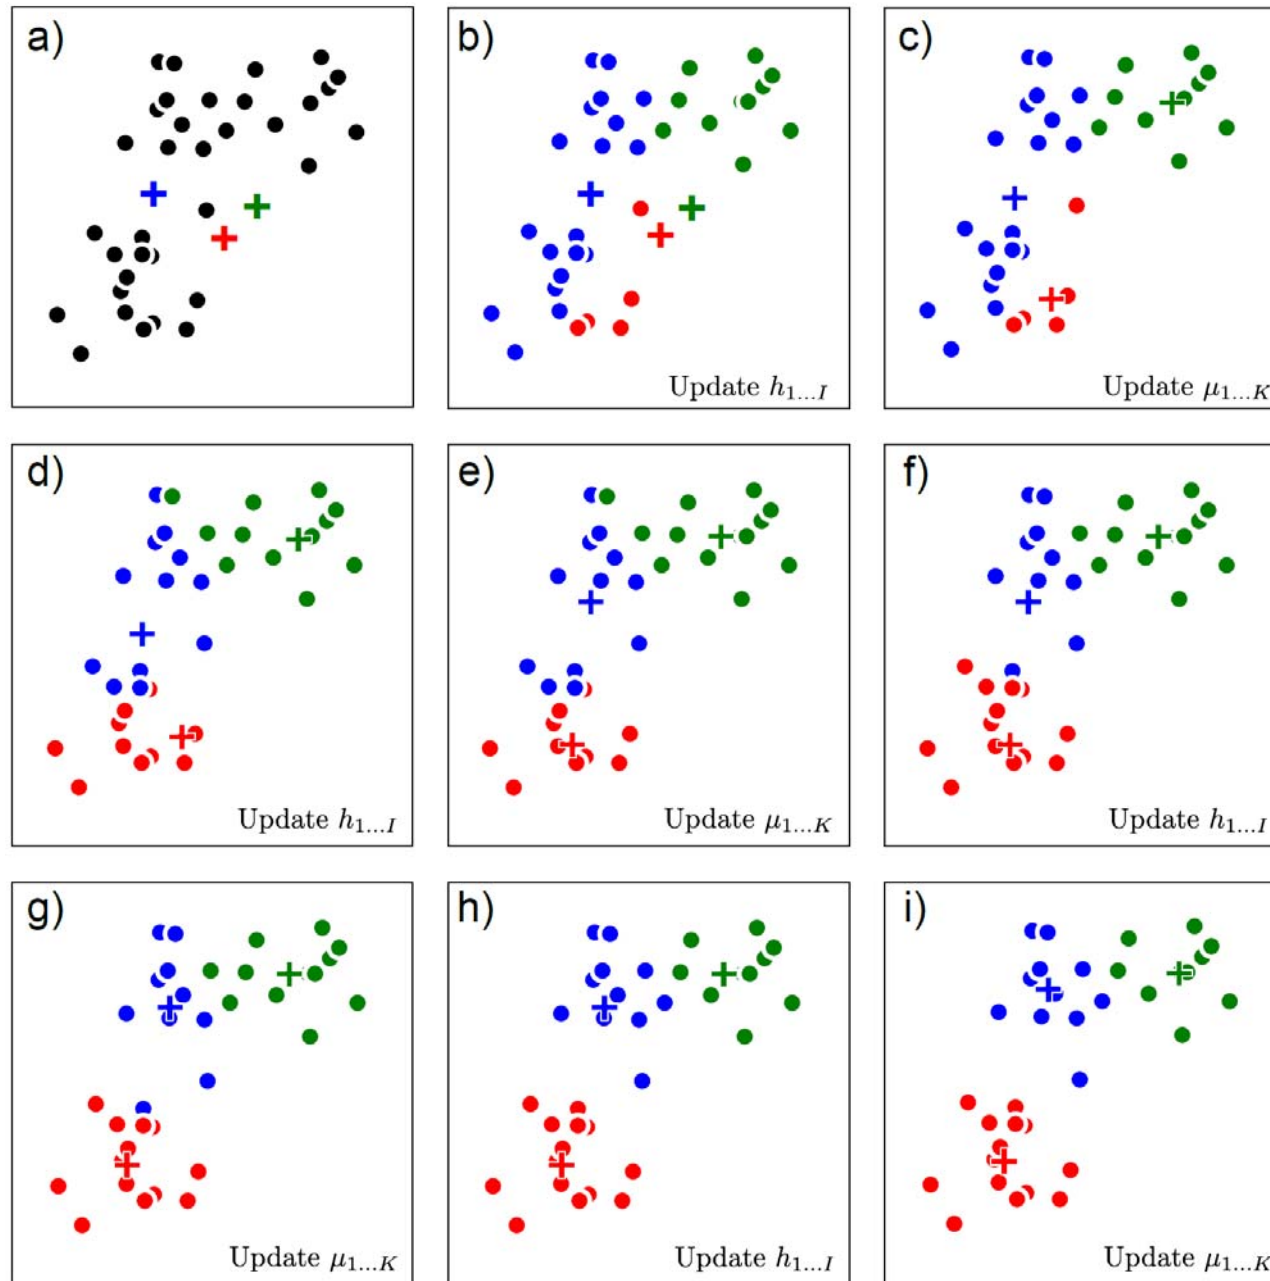 a)
b)
c)
Update h₁...I
Update μ₁...K
d)
e)
f)
Update h₁...I
Update μ₁...K
Update h₁...I
g)
h)
i)
Update μ₁...K
Update h₁...I
Update μ₁...K